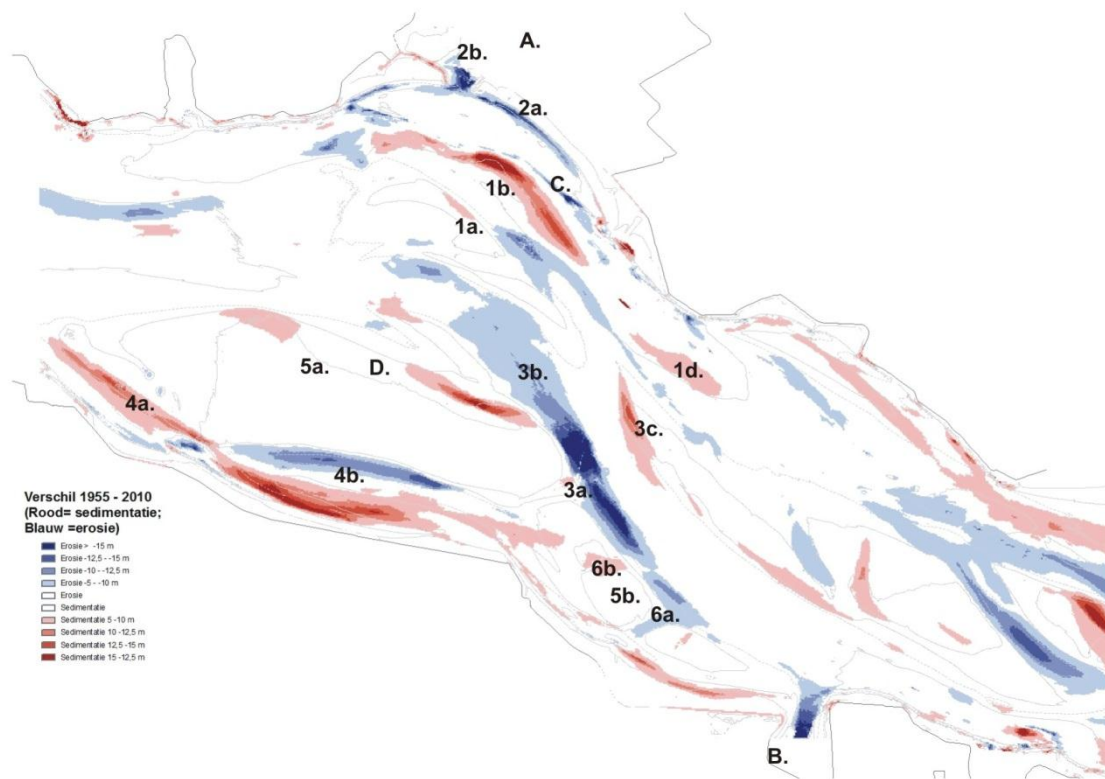 A.
2b.
2a.
C.
1b.
1a.
3b.
5a.
D.
1d.
4a.
3c.
4b.
3a.
Verschil 1955 - 2010
(Rood= sedimentatie;
Blauw =erosie)
Erosie > -15 m
Erosie -12,5 - -15 m
Erosie -10 - -12,5 m
Erosie -5 - -10 m
Erosie
Sedimentatie
Sedimentatie 5 -10 m
Sedimentatie 10 -12,5 m
Sedimentatie 12,5 -15 m
Sedimentatie 15 -12,5 m
6b.
5b.
6a.
B.